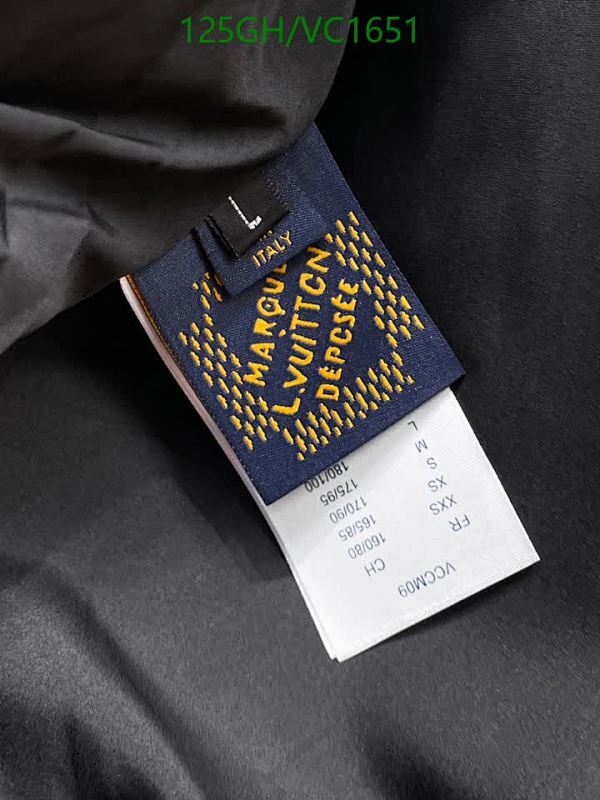 125GH/VC1651
L
ITALY
MARQUE
L.VUITTON
DEPOSÉE
VCCM09
FR CH
XXS 160/80
XS 165/85
S 170/90
M 175/95
L 180/100